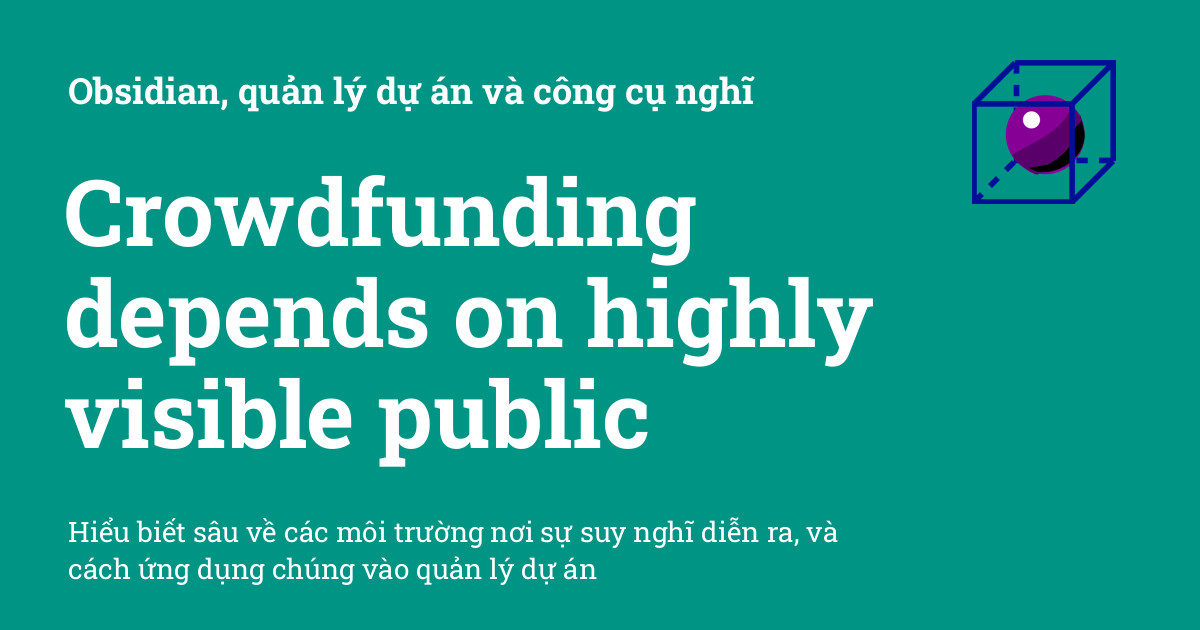 Obsidian, quản lý dự án và công cụ nghĩ
Crowdfunding
depends on highly
visible public
Hiểu biết sâu về các môi trường nơi sự suy nghĩ diễn ra, và
cách ứng dụng chúng vào quản lý dự án